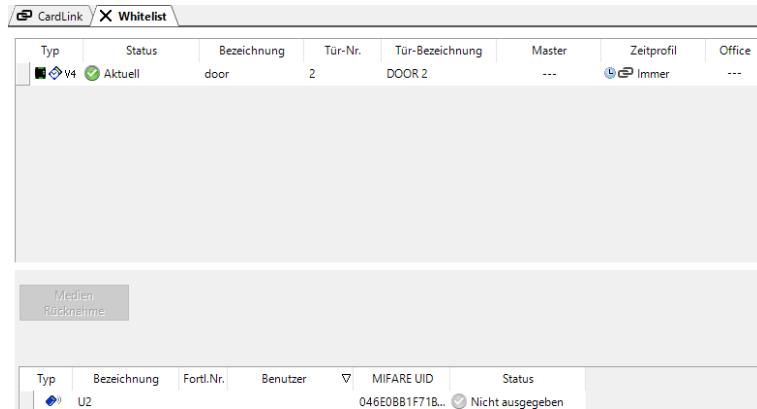 CardLink Whitelist
Typ Status Bezeichnung Tür-Nr. Tür-Bezeichnung Master Zeitprofil Office
V4 Aktuell door 2 DOOR 2 --- Immer ---
Medien
Rücknahme
Typ Bezeichnung Fortl.Nr. Benutzer MIFARE UID Status
U2 046E0BB1F71B... Nicht ausgegeben